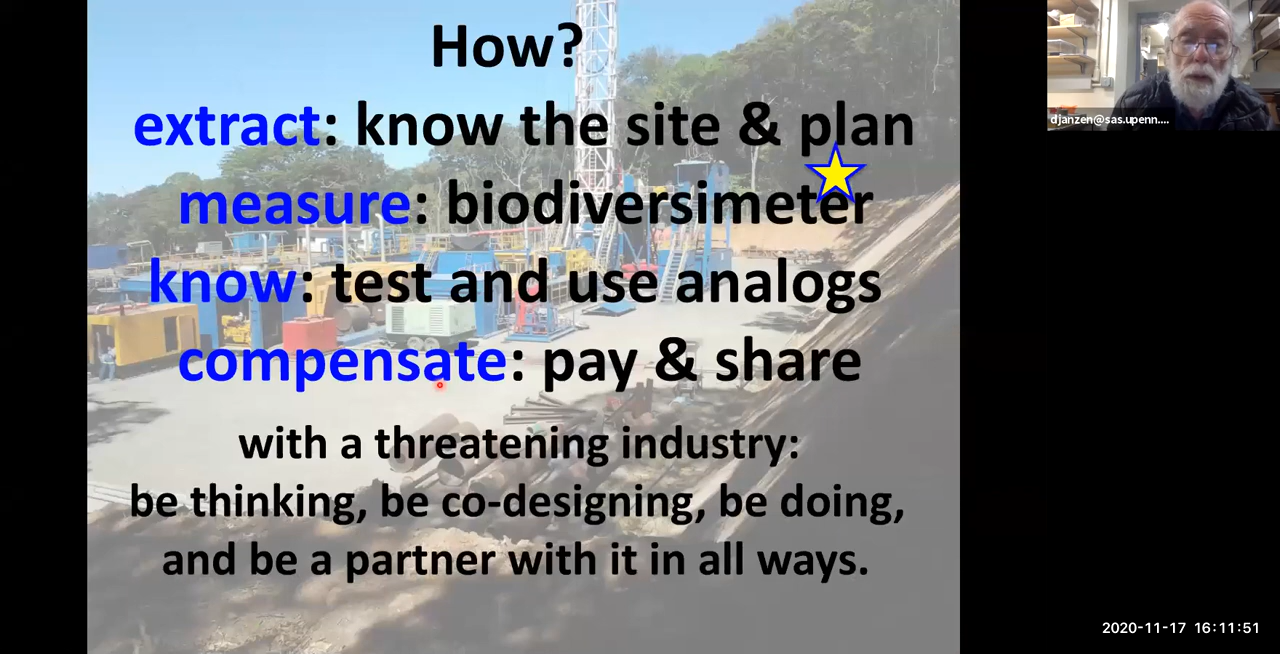 How?
extract: know the site & plan
measure: biodiversimeter
know: test and use analogs
compensate: pay & share
with a threatening industry:
be thinking, be co-designing, be doing,
and be a partner with it in all ways.
djanzen@sas.upenn....
2020-11-17 16:11:51